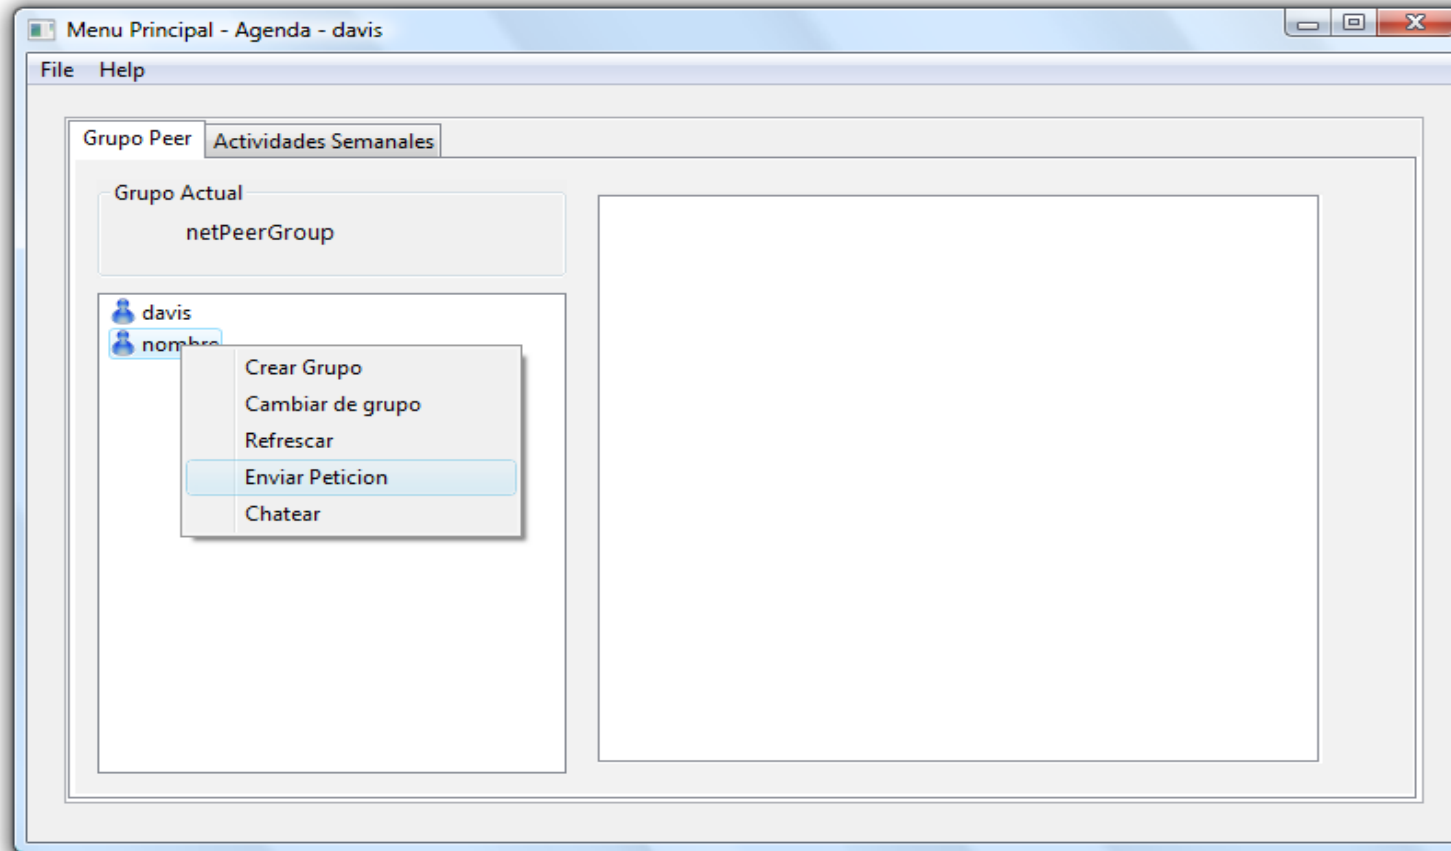 Menu Principal - Agenda - davis
File Help
Grupo Peer Actividades Semanales
Grupo Actual
netPeerGroup
davis
nombre
Crear Grupo
Cambiar de grupo
Refrescar
Enviar Peticion
Chatear